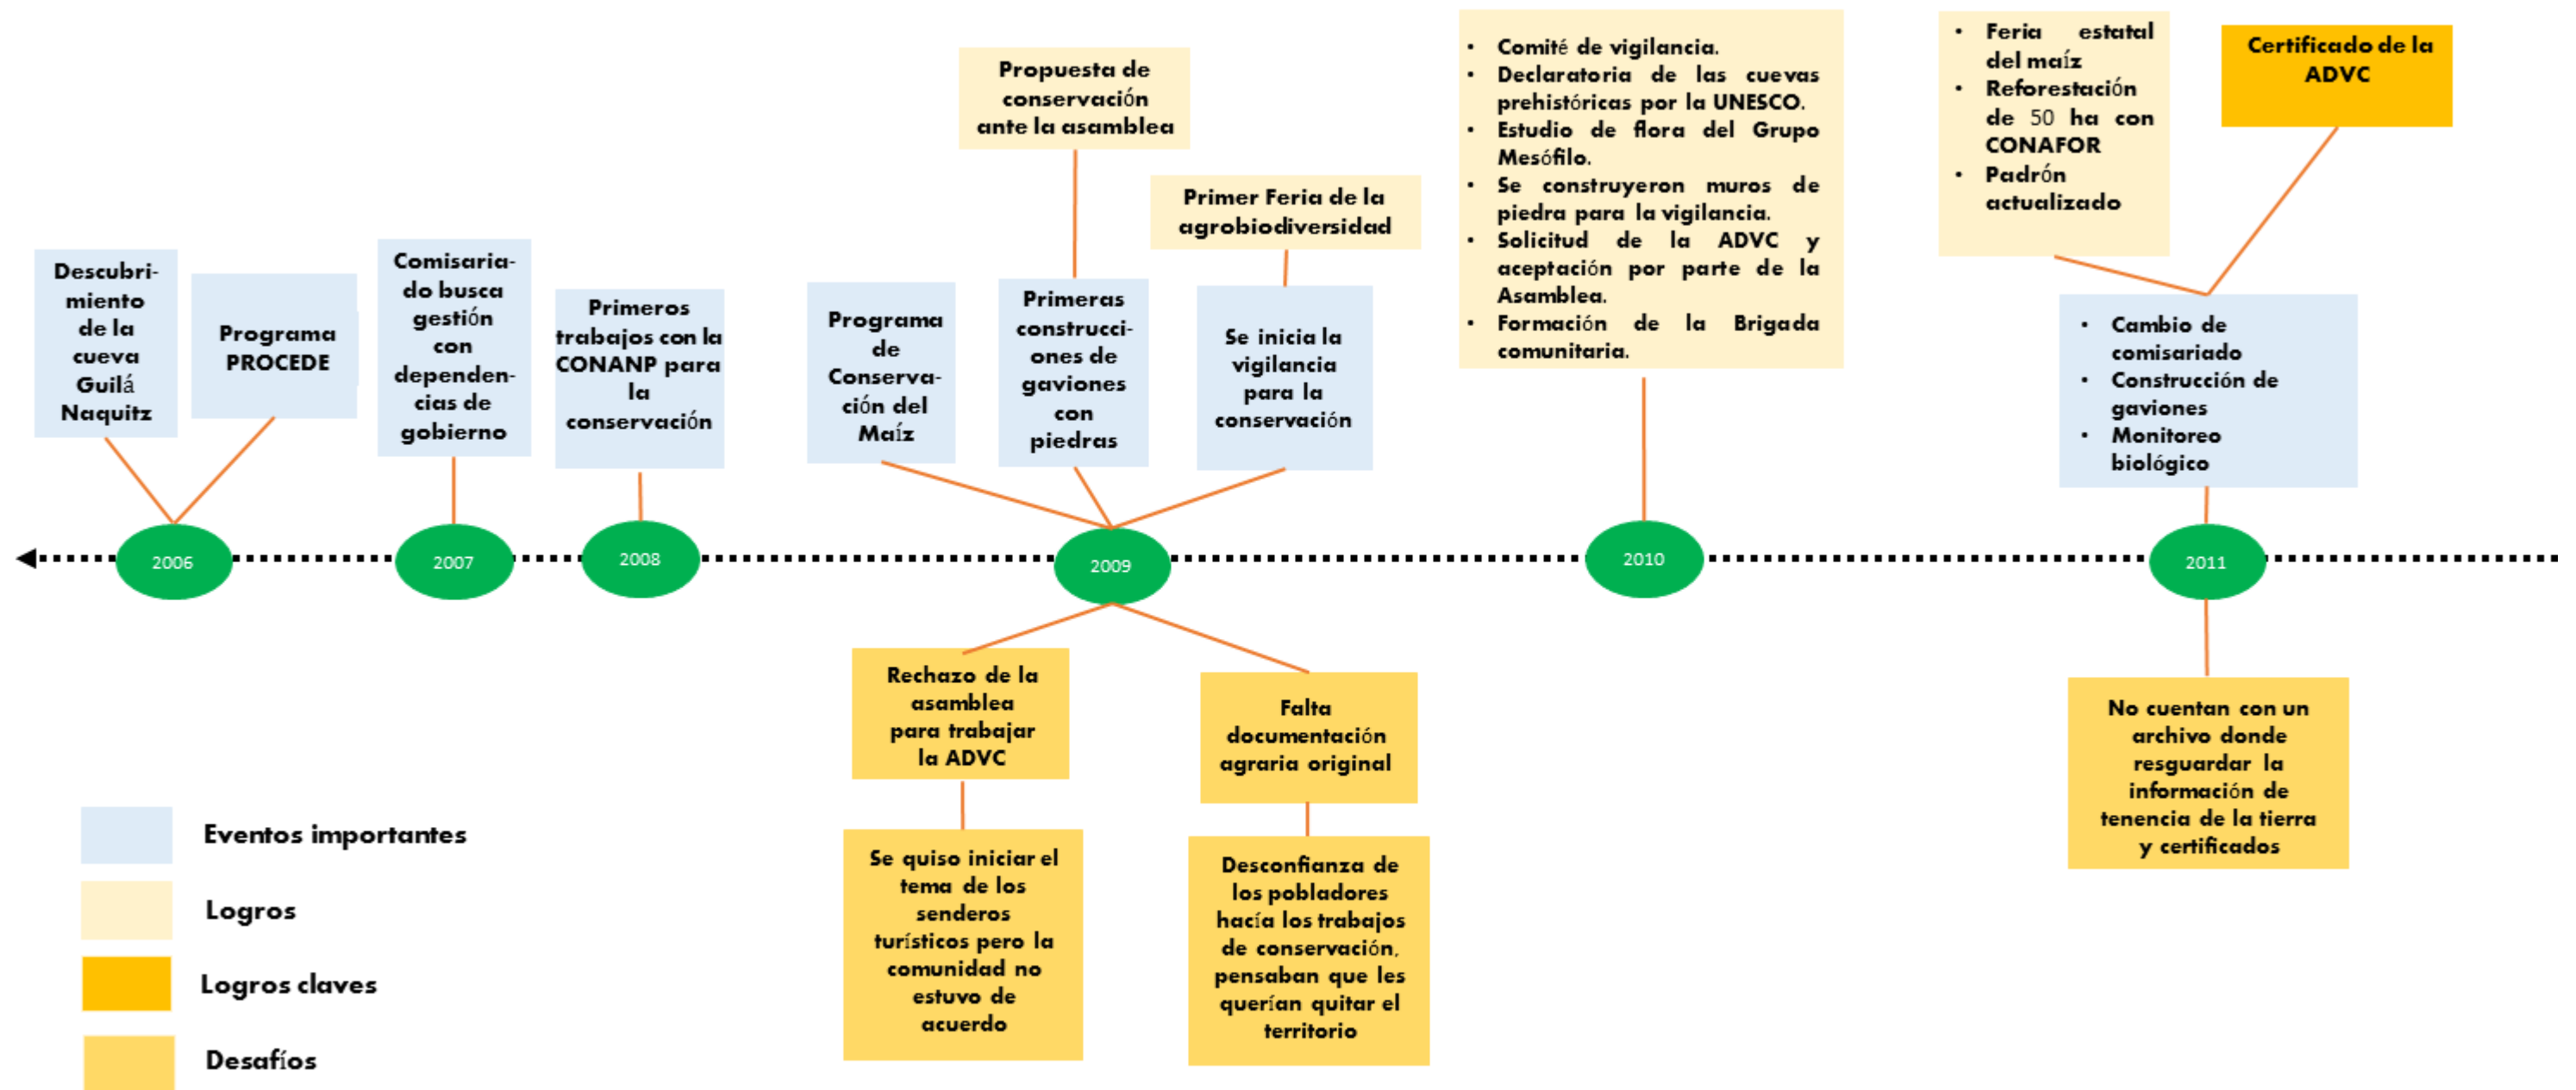 Descubri-
miento
de la
cueva
Guilá
Naquitz
Programa
PROCEDE
Comisaria-
do busca
gestión
con
dependen-
cias de
gobierno
Primeros
trabajos con la
CONANP para
la
conservación
Programa
de
Conserva-
ción del
Maíz
Propuesta de
conservación
ante la asamblea
Primeras
construcci-
ones de
gaviones
con
piedras
Primer Feria de la
agrobiodiversidad
Se inicia la
vigilancia
para la
conservación
• Comité de vigilancia.
• Declaratoria de las cuevas
prehistóricas por la UNESCO.
• Estudio de flora del Grupo
Mesófilo.
• Se construyeron muros de
piedra para la vigilancia.
• Solicitud de la ADVC y
aceptación por parte de la
Asamblea.
• Formación de la Brigada
comunitaria.
• Feria estatal
del maíz
• Reforestación
de 50 ha con
CONAFOR
• Padrón
actualizado
Certificado de la
ADVC
• Cambio de
comisariado
• Construcción de
gaviones
• Monitoreo
biológico
2006
2007
2008
2009
2010
2011
Rechazo de la
asamblea
para trabajar
la ADVC
Se quiso iniciar el
tema de los
senderos
turísticos pero la
comunidad no
estuvo de
acuerdo
Falta
documentación
agraria original
Desconfianza de
los pobladores
hacía los trabajos
de conservación,
pensaban que les
querían quitar el
territorio
No cuentan con un
archivo donde
resguardar la
información de
tenencia de la tierra
y certificados
Eventos importantes
Logros
Logros claves
Desafíos